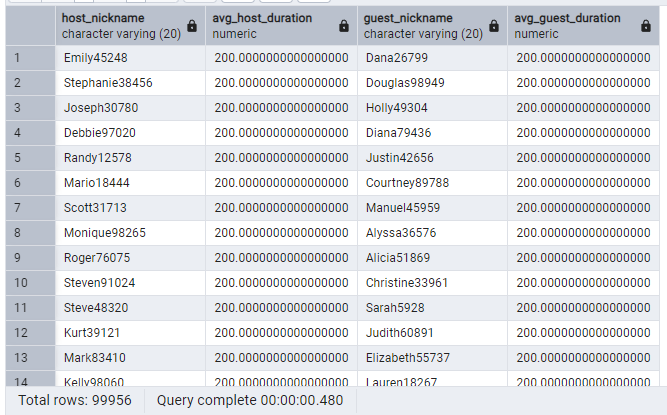 host_nickname avg_host_duration guest_nickname avg_guest_duration
character varying (20) numeric character varying (20) numeric
1 Emily45248 200.0000000000000000 Dana26799 200.0000000000000000
2 Stephanie38456 200.0000000000000000 Douglas98949 200.0000000000000000
3 Joseph30780 200.0000000000000000 Holly49304 200.0000000000000000
4 Debbie97020 200.0000000000000000 Diana79436 200.0000000000000000
5 Randy12578 200.0000000000000000 Justin42656 200.0000000000000000
6 Mario18444 200.0000000000000000 Courtney89788 200.0000000000000000
7 Scott31713 200.0000000000000000 Manuel45959 200.0000000000000000
8 Monique98265 200.0000000000000000 Alyssa36576 200.0000000000000000
9 Roger76075 200.0000000000000000 Alicia51869 200.0000000000000000
10 Steven91024 200.0000000000000000 Christine33961 200.0000000000000000
11 Steve48320 200.0000000000000000 Sarah5928 200.0000000000000000
12 Kurt39121 200.0000000000000000 Judith60891 200.0000000000000000
13 Mark83410 200.0000000000000000 Elizabeth55737 200.0000000000000000
14 Kelly98060 200.0000000000000000 Lauren18267 200.0000000000000000
Total rows: 99956 Query complete 00:00:00.480